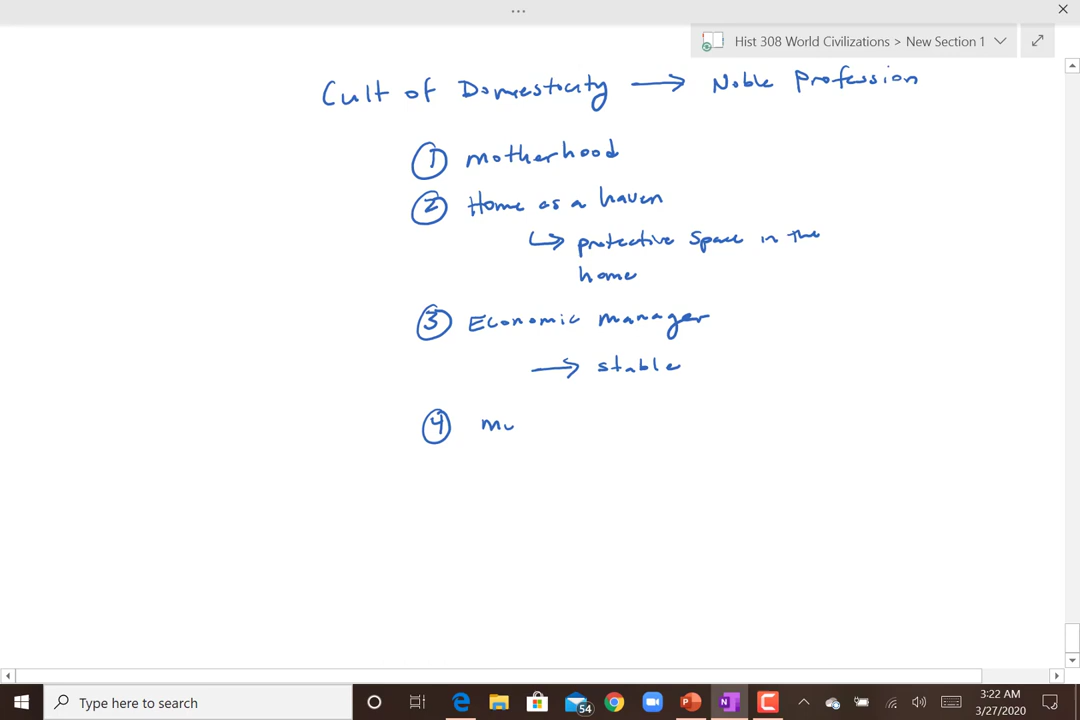 Hist 308 World Civilizations > New Section 1
Cult of Domesticity → Noble Profession
① motherhood
② Home as a haven
↳ protective space in the
home
③ Economic manager
→ stable
④ mu
Type here to search
54
3:22 AM
3/27/2020